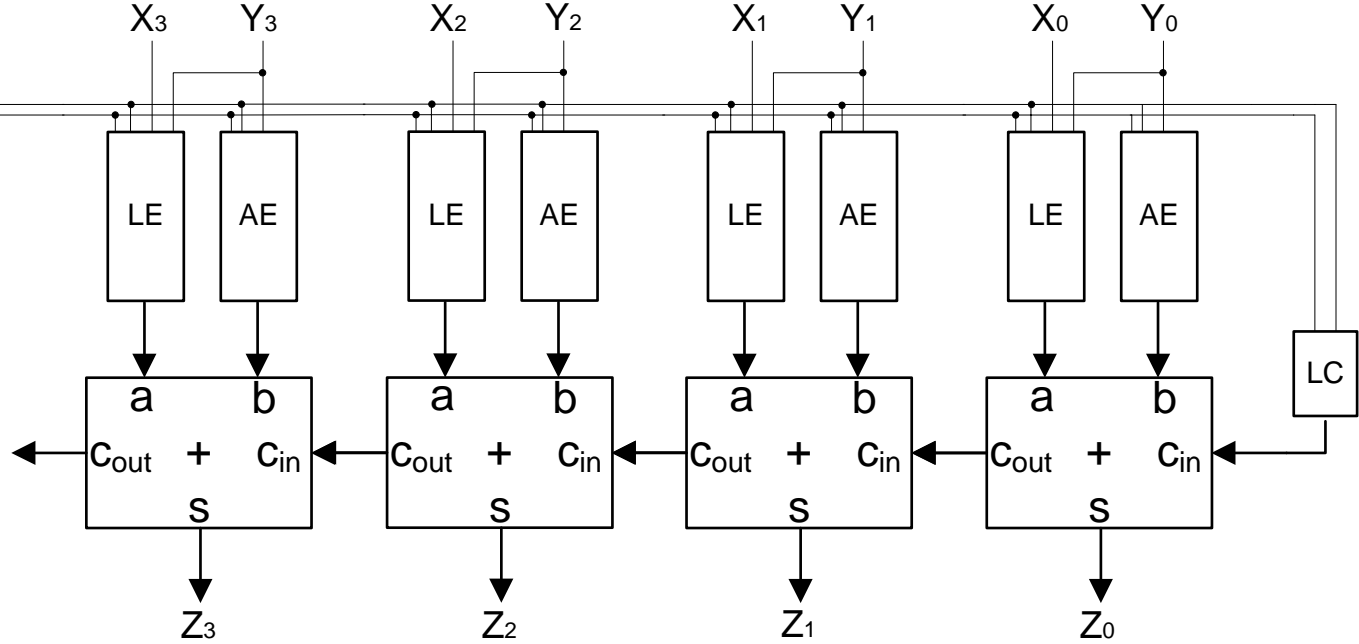 X3 Y3 X2 Y2 X1 Y1 X0 Y0
LE AE LE AE LE AE LE AE
LC
a b a b a b a b
cout + cin cout + cin cout + cin cout + cin
s s s s
Z3 Z2 Z1 Z0